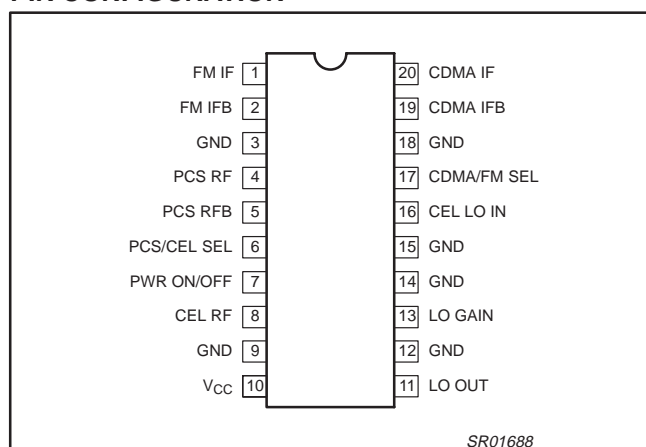 PIN CONFIGURATION
FM IF 1 20 CDMA IF
FM IFB 2 19 CDMA IFB
GND 3 18 GND
PCS RF 4 17 CDMA/FM SEL
PCS RFB 5 16 CEL LO IN
PCS/CEL SEL 6 15 GND
PWR ON/OFF 7 14 GND
CEL RF 8 13 LO GAIN
GND 9 12 GND
VCC 10 11 LO OUT
SR01688